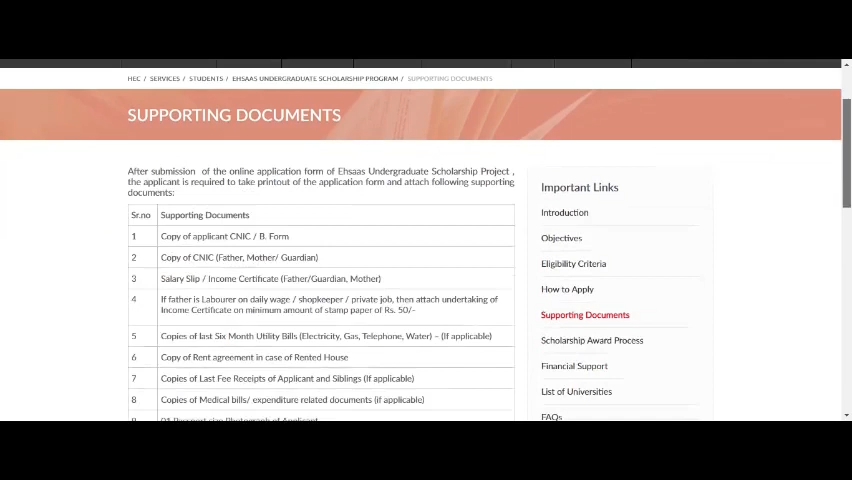 HEC / SERVICES / STUDENTS / EHSAAS UNDERGRADUATE SCHOLARSHIP PROGRAM / SUPPORTING DOCUMENTS
SUPPORTING DOCUMENTS
After submission of the online application form of Ehsaas Undergraduate Scholarship Project ,
the applicant is required to take printout of the application form and attach following supporting
documents:
Sr.no Supporting Documents
1 Copy of applicant CNIC / B. Form
2 Copy of CNIC (Father, Mother/ Guardian)
3 Salary Slip / Income Certificate (Father/Guardian, Mother)
4 If father is Labourer on daily wage / shopkeeper / private job, then attach undertaking of
Income Certificate on minimum amount of stamp paper of Rs. 50/-
5 Copies of last Six Month Utility Bills (Electricity, Gas, Telephone, Water) – (If applicable)
6 Copy of Rent agreement in case of Rented House
7 Copies of Last Fee Receipts of Applicant and Siblings (If applicable)
8 Copies of Medical bills/ expenditure related documents (if applicable)
Important Links
Introduction
Objectives
Eligibility Criteria
How to Apply
Supporting Documents
Scholarship Award Process
Financial Support
List of Universities
FAQs